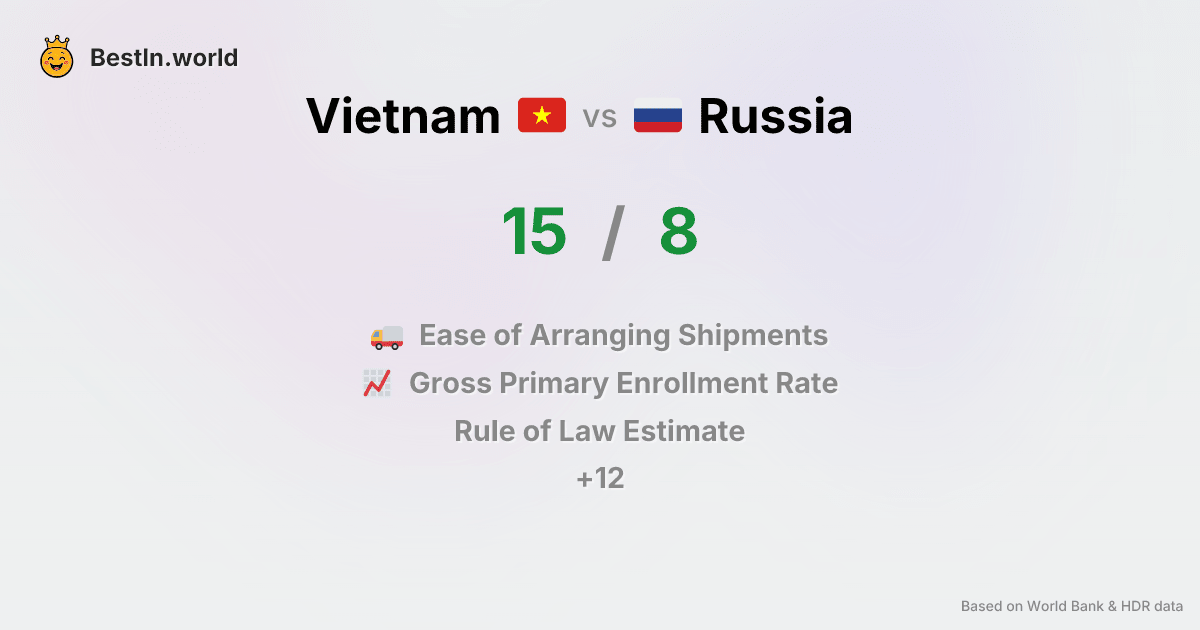 BestIn.world
Vietnam vs Russia
15 / 8
Ease of Arranging Shipments
Gross Primary Enrollment Rate
Rule of Law Estimate
+12
Based on World Bank & HDR data